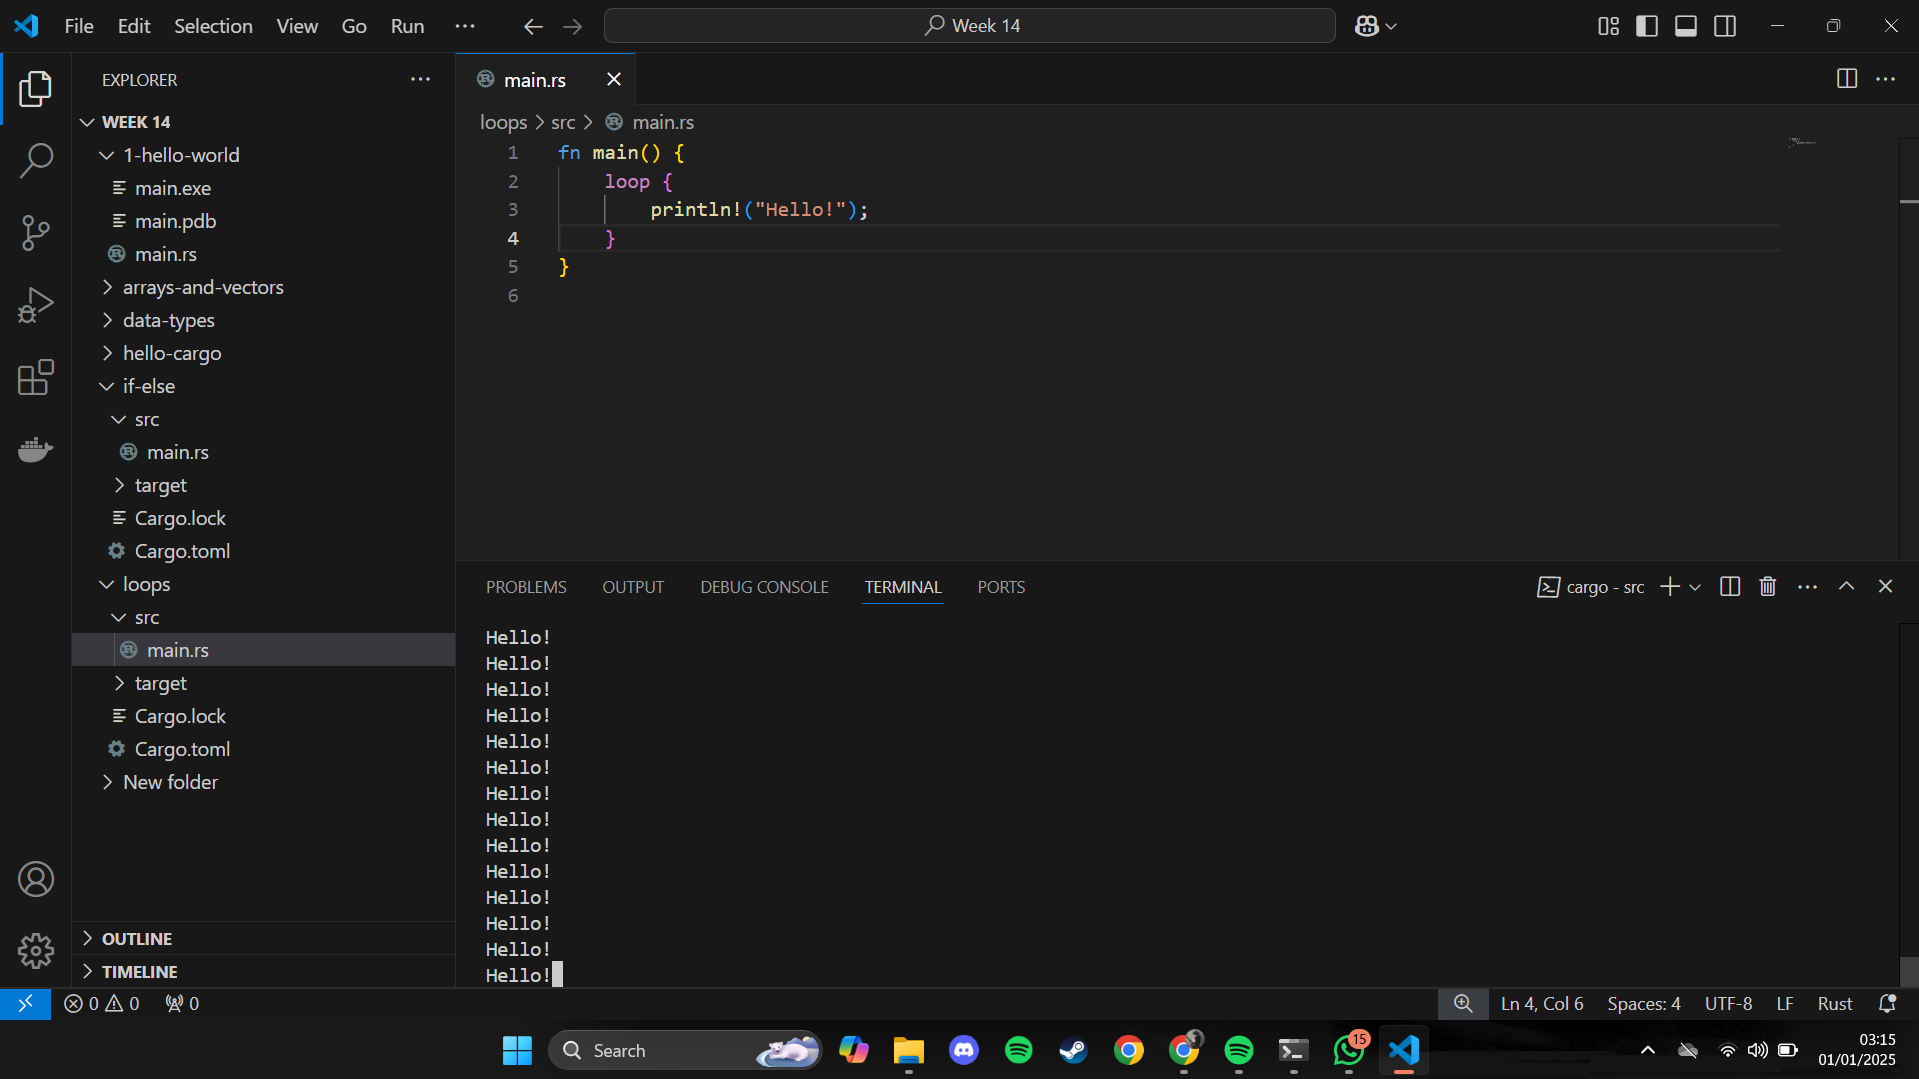 File Edit Selection View Go Run ··· Week 14
EXPLORER
WEEK 14
1-hello-world
main.exe
main.pdb
main.rs
arrays-and-vectors
data-types
hello-cargo
if-else
src
main.rs
target
Cargo.lock
Cargo.toml
loops
src
main.rs
target
Cargo.lock
Cargo.toml
New folder
OUTLINE
TIMELINE
main.rs
loops > src > main.rs
1 fn main() {
2 loop {
3 println!("Hello!");
4 }
5 }
6
PROBLEMS OUTPUT DEBUG CONSOLE TERMINAL PORTS cargo - src
Hello!
Hello!
Hello!
Hello!
Hello!
Hello!
Hello!
Hello!
Hello!
Hello!
Hello!
Hello!
Hello!
Hello!
0 0 0 Ln 4, Col 6 Spaces: 4 UTF-8 LF Rust
Search 15 03:15
01/01/2025